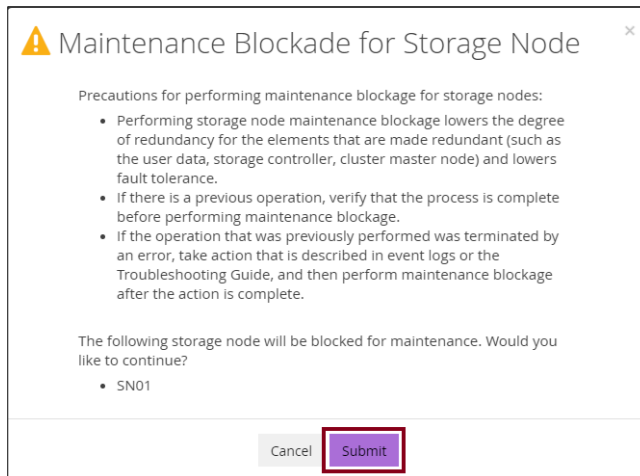 Maintenance Blockade for Storage Node
×
Precautions for performing maintenance blockage for storage nodes:
• Performing storage node maintenance blockage lowers the degree
of redundancy for the elements that are made redundant (such as
the user data, storage controller, cluster master node) and lowers
fault tolerance.
• If there is a previous operation, verify that the process is complete
before performing maintenance blockage.
• If the operation that was previously performed was terminated by
an error, take action that is described in event logs or the
Troubleshooting Guide, and then perform maintenance blockage
after the action is complete.
The following storage node will be blocked for maintenance. Would you
like to continue?
• SN01
Cancel Submit